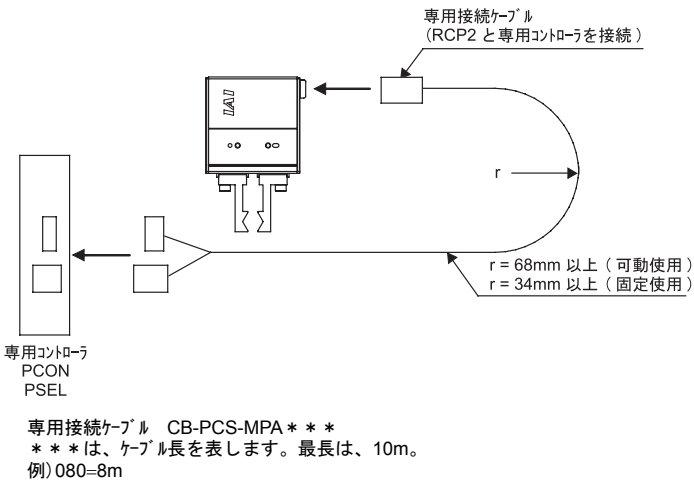 専用接続ｹｰﾌﾞﾙ
(RCP2 と専用ｺﾝﾄﾛｰﾗを接続 )
IAI
r
r = 68mm 以上 ( 可動使用 )
r = 34mm 以上 ( 固定使用 )
専用ｺﾝﾄﾛｰﾗ
PCON
PSEL
専用接続ｹｰﾌﾞﾙ　CB-PCS-MPA＊＊＊
＊＊＊は、ｹｰﾌﾞﾙ長を表します。最長は、10m。
例) 080=8m